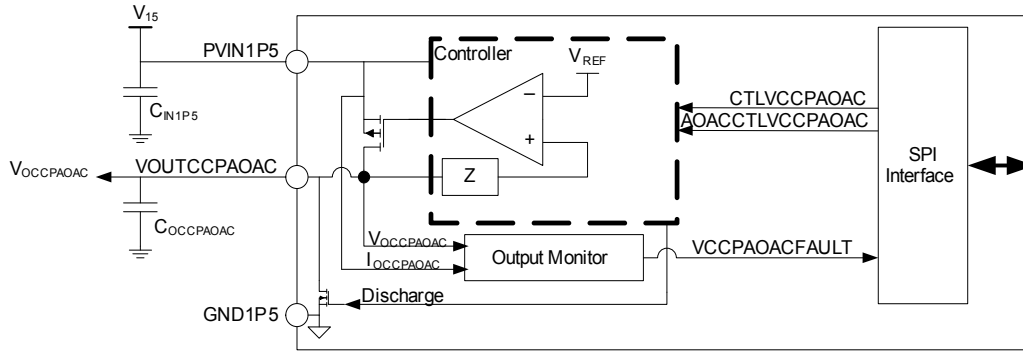 V15
PVIN1P5
CIN1P5
Controller
VREF
−
+
Z
CTLVCCPAOAC
AOACCTLVCCPAOAC
SPI
Interface
VOCCPAOAC
VOUTCCPAOAC
COCCPAOAC
VOCCPAOAC
IOCCPAOAC
Output Monitor
VCCPAOACFAULT
Discharge
GND1P5